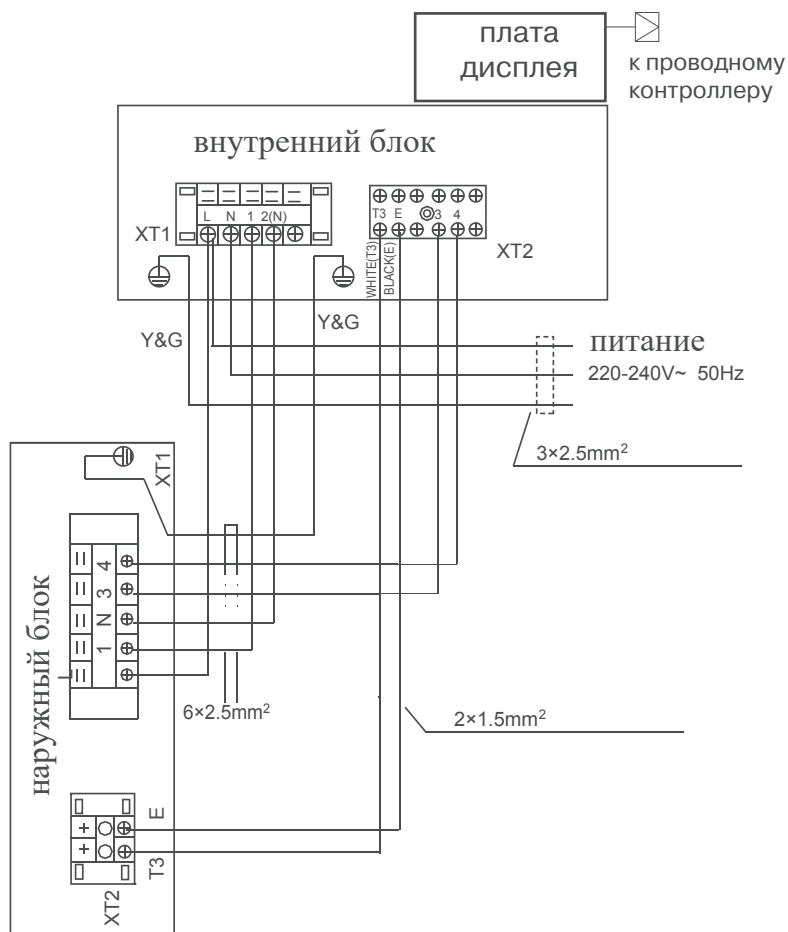 плата
дисплея
к проводному
контроллеру
внутренний блок
L N 1 2(N)
T3 E 3 4
XT1
XT2
WHITE(T3)
BLACK(E)
Y&G
Y&G
питание
220-240V~ 50Hz
3×2.5mm²
XT1
наружный блок
4
3
N
1
6×2.5mm²
2×1.5mm²
E
T3
XT2